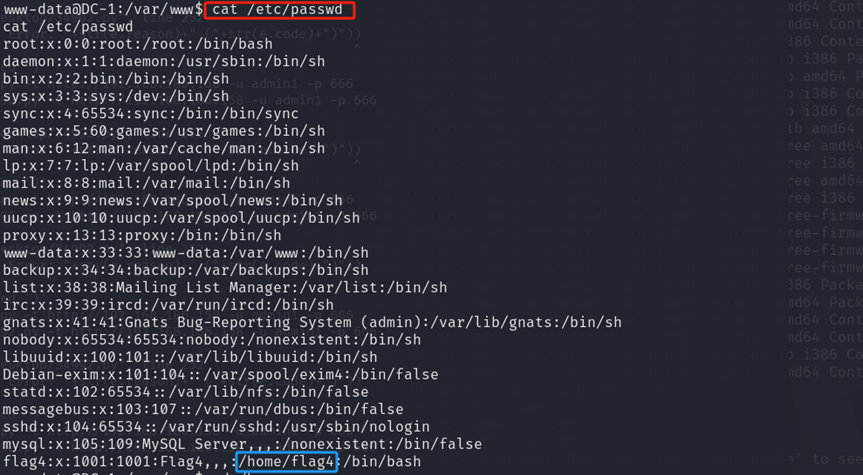 www-data@DC-1:/var/www$ cat /etc/passwd
cat /etc/passwd
root:x:0:0:root:/root:/bin/bash
daemon:x:1:1:daemon:/usr/sbin:/bin/sh
bin:x:2:2:bin:/bin:/bin/sh
sys:x:3:3:sys:/dev:/bin/sh
sync:x:4:65534:sync:/bin:/bin/sync
games:x:5:60:games:/usr/games:/bin/sh
man:x:6:12:man:/var/cache/man:/bin/sh
lp:x:7:7:lp:/var/spool/lpd:/bin/sh
mail:x:8:8:mail:/var/mail:/bin/sh
news:x:9:9:news:/var/spool/news:/bin/sh
uucp:x:10:10:uucp:/var/spool/uucp:/bin/sh
proxy:x:13:13:proxy:/bin:/bin/sh
www-data:x:33:33:www-data:/var/www:/bin/sh
backup:x:34:34:backup:/var/backups:/bin/sh
list:x:38:38:Mailing List Manager:/var/list:/bin/sh
irc:x:39:39:ircd:/var/run/ircd:/bin/sh
gnats:x:41:41:Gnats Bug-Reporting System (admin):/var/lib/gnats:/bin/sh
nobody:x:65534:65534:nobody:/nonexistent:/bin/sh
libuuid:x:100:101::/var/lib/libuuid:/bin/sh
Debian-exim:x:101:104::/var/spool/exim4:/bin/false
statd:x:102:65534::/var/lib/nfs:/bin/false
messagebus:x:103:107::/var/run/dbus:/bin/false
sshd:x:104:65534::/var/run/sshd:/usr/sbin/nologin
mysql:x:105:109:MySQL Server,,,:/nonexistent:/bin/false
flag4:x:1001:1001:Flag4,,,:/home/flag4:/bin/bash